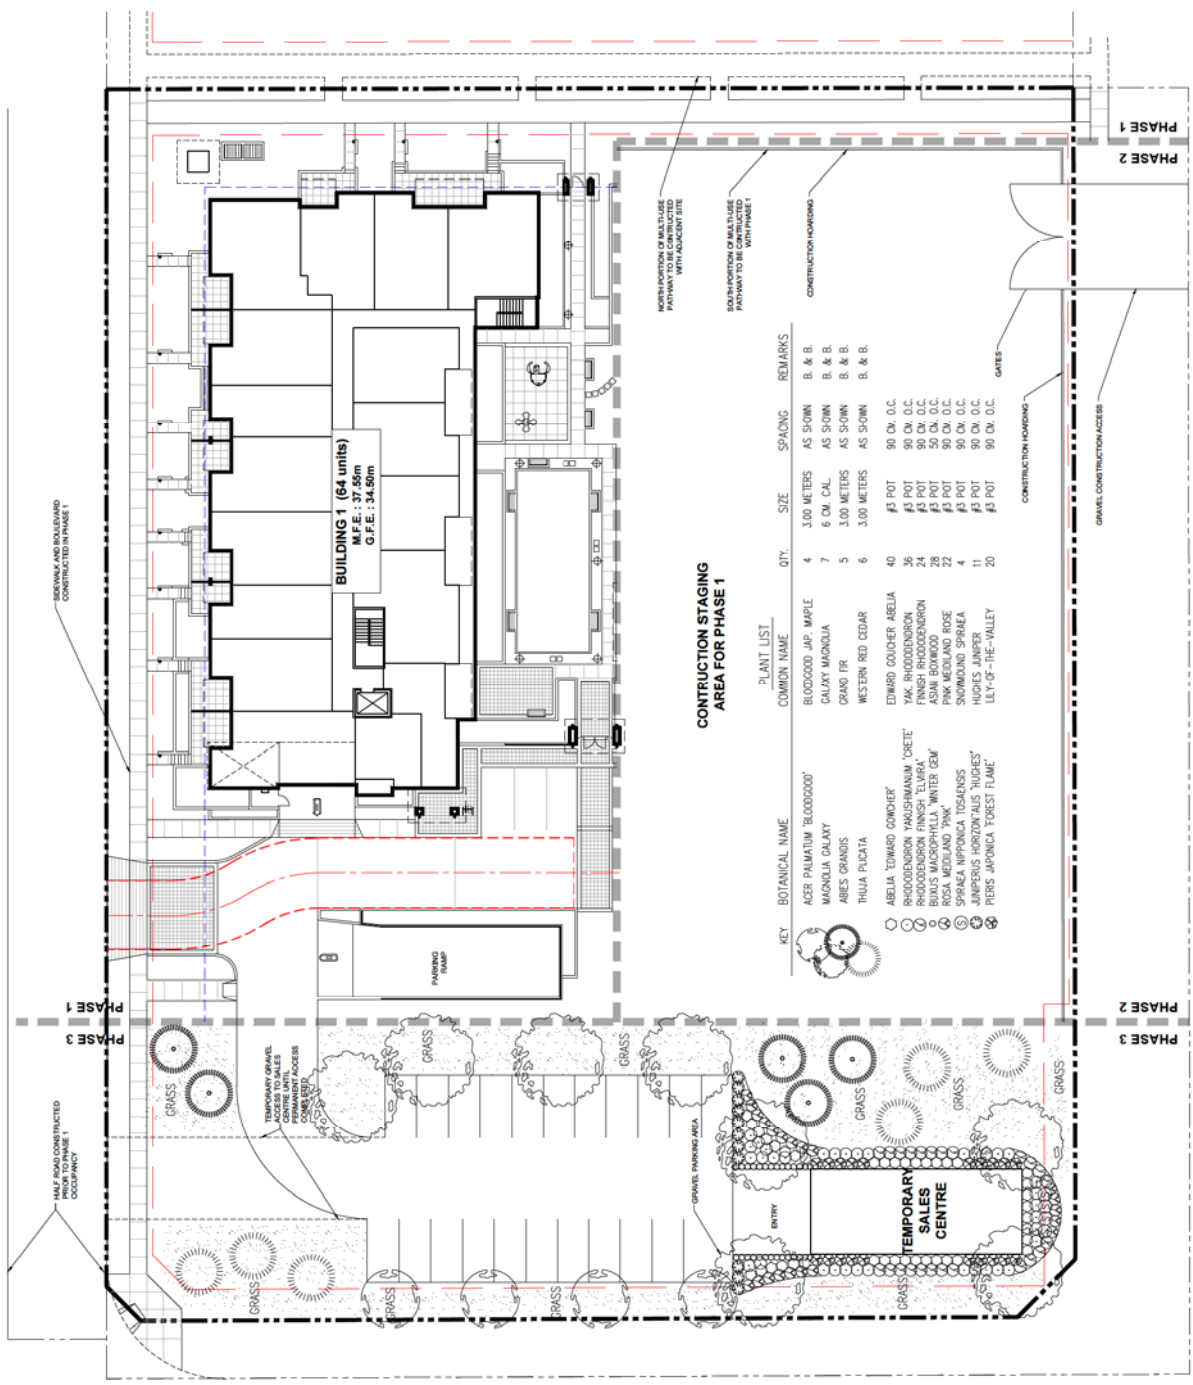 PHASE 1
PHASE 2
NORTH PORTION OF MULTI-USE
PATHWAY TO BE CONTRUCTED
WITH ADJACENT SITE
SOUTH PORTION OF MULTI-USE
PATHWAY TO BE CONTRUCTED
WITH PHASE 1
CONSTRUCTION HOARDING
SIDEWALK AND BOULEVARD
CONSTRUCTED IN PHASE 1
BUILDING 1 (64 units)
M.F.E. : 37.55m
G.F.E. : 34.50m
GATES
CONSTRUCTION HOARDING
GRAVEL CONSTRUCTION ACCESS
CONTRUCTION STAGING
AREA FOR PHASE 1
PLANT LIST
KEY BOTANICAL NAME COMMON NAME QTY. SIZE SPACING REMARKS
ACER PALMATUM 'BLOODGOOD' BLOODGOOD JAP. MAPLE 4 3.00 METERS AS SHOWN B. & B.
MAGNOLIA GALAXY GALAXY MAGNOLIA 7 6 CM. CAL. AS SHOWN B. & B.
ABIES GRANDIS GRAND FIR 5 3.00 METERS AS SHOWN B. & B.
THUJA PLICATA WESTERN RED CEDAR 6 3.00 METERS AS SHOWN B. & B.
ABELIA 'EDWARD GOWCHER' EDWARD GOUCHER ABELIA 40 #3 POT 90 CM. O.C.
RHODODENDRON YAKUSHIMANUM 'CRETE' YAK. RHODODENDRON 36 #3 POT 90 CM. O.C.
RHODODENDRON FINNISH 'ELVIIRA' FINNISH RHODODENDRON 24 #3 POT 90 CM. O.C.
BUXUS MACROPHYLLA 'WINTER GEM' ASIAN BOXWOOD 28 #3 POT 50 CM. O.C.
ROSA MEIDILAND 'PINK' PINK MEIDILAND ROSE 22 #3 POT 90 CM. O.C.
S SPIRAEA NIPPONICA TOSAENSIS SNOWMOUND SPIRAEA 4 #3 POT 90 CM. O.C.
JUNIPERUS HORIZONTALIS 'HUGHES' HUGHES JUNIPER 11 #3 POT 90 CM. O.C.
PIERIS JAPONICA 'FOREST FLAME' LILY-OF-THE-VALLEY 20 #3 POT 90 CM. O.C.
PARKING
RAMP
PHASE 1
PHASE 3
PHASE 2
PHASE 3
HALF ROAD CONSTRUCTED
PRIOR TO PHASE 1
OCCUPANCY
TEMPORARY GRAVEL
ACCESS TO SALES
CENTRE UNTIL
PERMANENT ACCESS
COMPLETED
GRASS
GRASS
GRASS
GRASS
GRASS
GRASS
GRAVEL PARKING AREA
ENTRY
TEMPORARY
SALES
CENTRE
GRASS
GRASS
GRASS
GRASS
GRASS